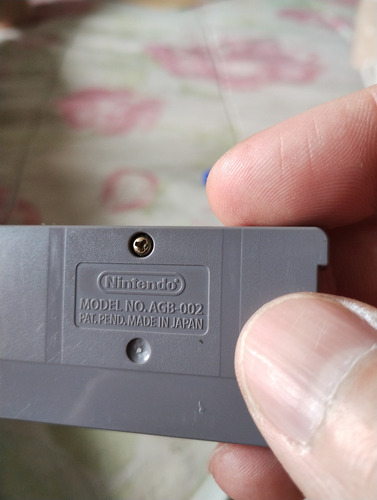 Nintendo
MODEL NO. AGB-002
PAT. PEND. MADE IN JAPAN